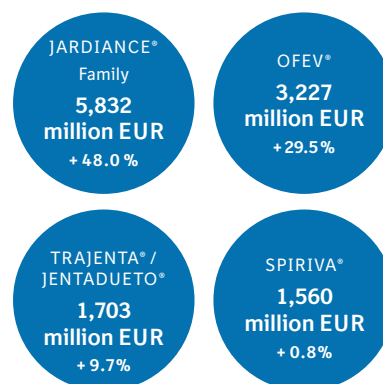 JARDIANCE®
Family
5,832
million EUR
+ 48.0 %
OFEV®
3,227
million EUR
+29.5%
TRAJENTA® /
JENTADUETO®
1,703
million EUR
+ 9.7%
SPIRIVA®
1,560
million EUR
+ 0.8%